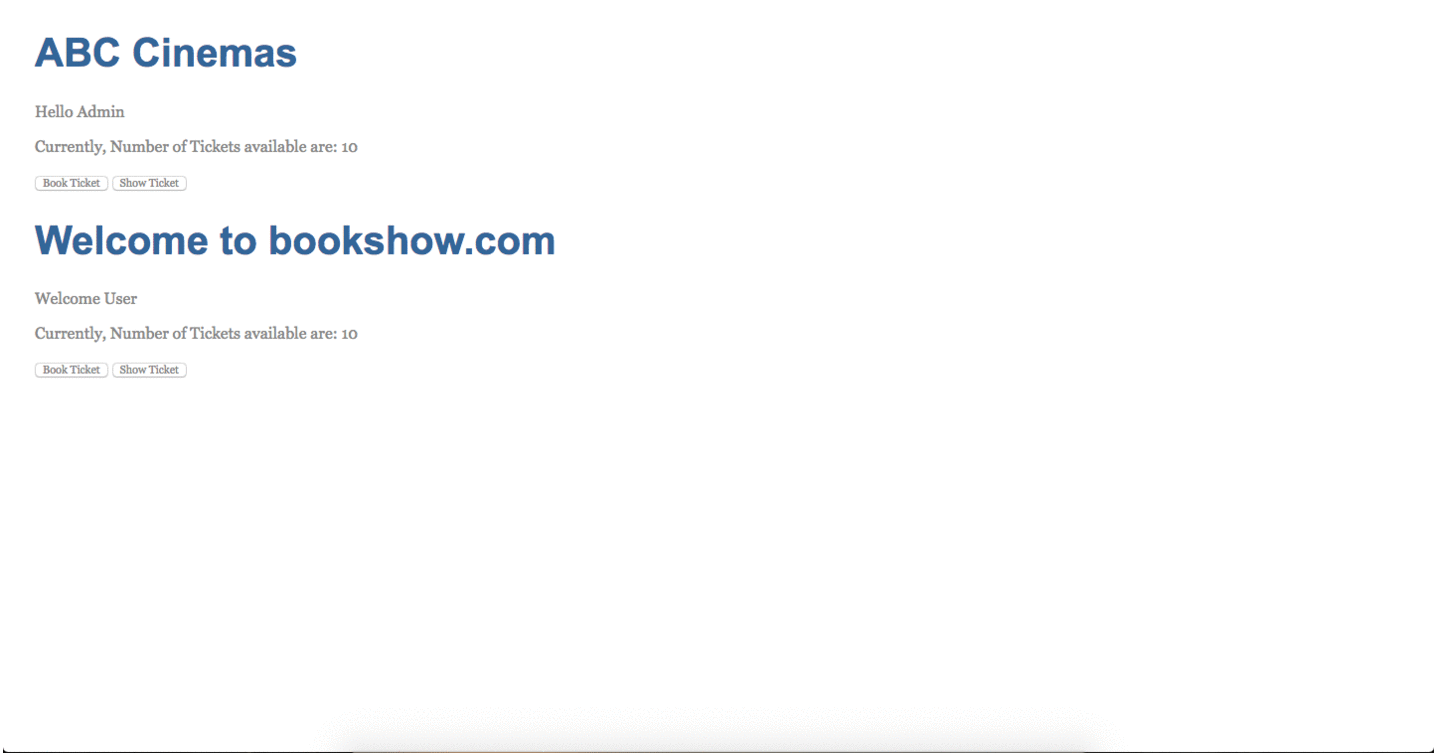 ABC Cinemas
Hello Admin
Currently, Number of Tickets available are: 10
Book Ticket Show Ticket
Welcome to bookshow.com
Welcome User
Currently, Number of Tickets available are: 10
Book Ticket Show Ticket